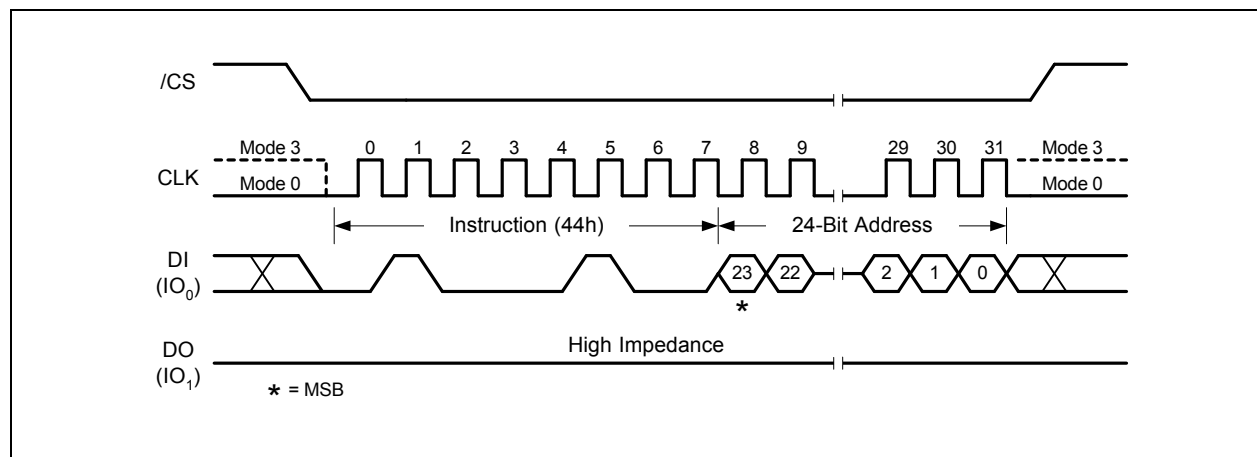 /CS
Mode 3
0 1 2 3 4 5 6 7 8 9 29 30 31
Mode 3
CLK
Mode 0
Mode 0
Instruction (44h)
24-Bit Address
DI
(IO₀)
23 22 2 1 0
*
DO
(IO₁)
High Impedance
* = MSB